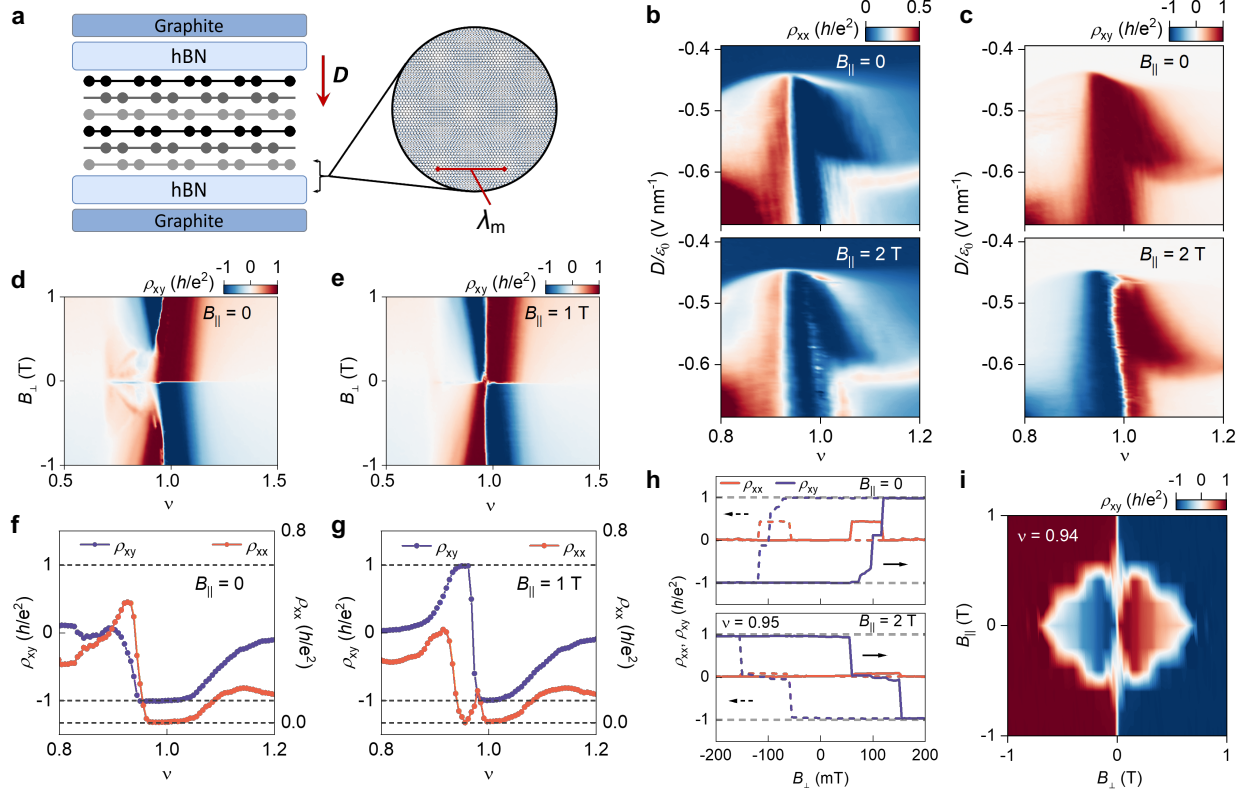 a
Graphite
hBN
D
hBN
Graphite
λm
b
ρxx (h/e²)
0
0.5
B|| = 0
-0.4
-0.5
-0.6
D/ε0 (V nm-1)
B|| = 2 T
-0.4
-0.5
-0.6
0.8
1.0
1.2
ν
c
ρxy (h/e²)
-1 0 1
B|| = 0
-0.4
-0.5
-0.6
D/ε0 (V nm-1)
B|| = 2 T
-0.4
-0.5
-0.6
0.8
1.0
1.2
ν
d
ρxy (h/e²)
-1 0 1
B|| = 0
1
0
-1
B⊥ (T)
0.5
1.0
1.5
ν
e
ρxy (h/e²)
-1 0 1
B|| = 1 T
1
0
-1
0.5
1.0
1.5
ν
f
ρxy
ρxx
B|| = 0
1
0
-1
ρxy (h/e²)
0.8
0.0
ρxx (h/e²)
0.8
1.0
1.2
ν
g
ρxy
ρxx
B|| = 1 T
1
0
-1
ρxy (h/e²)
0.8
0.0
ρxx (h/e²)
0.8
1.0
1.2
ν
h
ρxx
ρxy
B|| = 0
1
0
-1
ρxx, ρxy (h/e²)
ν = 0.95
B|| = 2 T
1
0
-1
-200
-100
0
100
200
B⊥ (mT)
i
ρxy (h/e²)
-1 0 1
ν = 0.94
1
0
-1
B|| (T)
-1
0
1
B⊥ (T)